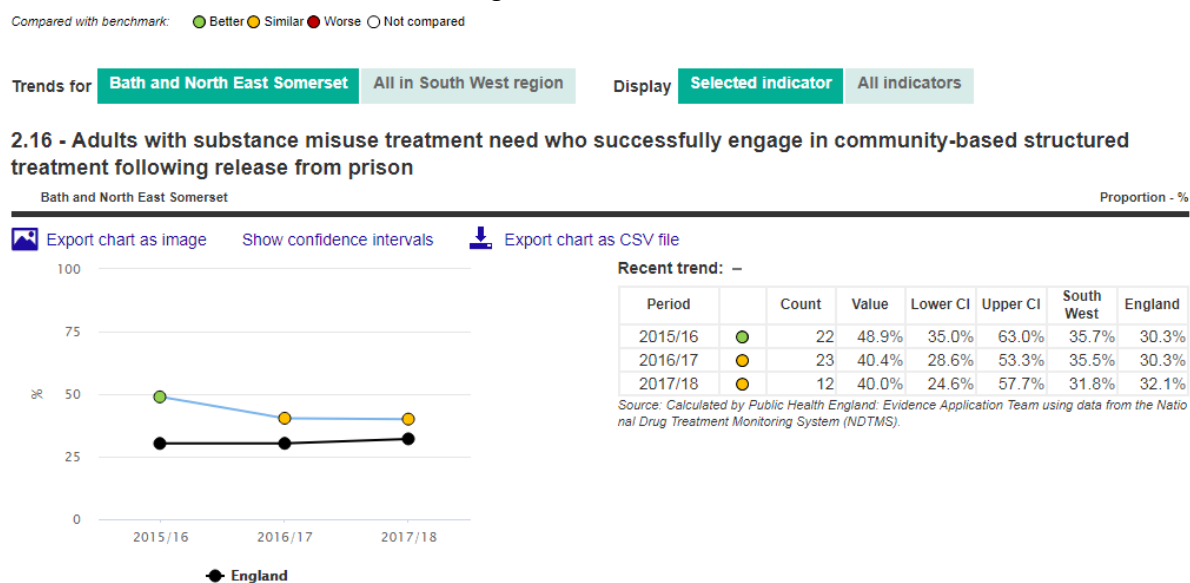 Compared with benchmark: Better Similar Worse Not compared
Trends for Bath and North East Somerset All in South West region Display Selected indicator All indicators
2.16 - Adults with substance misuse treatment need who successfully engage in community-based structured
treatment following release from prison
Bath and North East Somerset Proportion - %
Export chart as image Show confidence intervals Export chart as CSV file
100
75
%
50
25
0
2015/16 2016/17 2017/18
England
Recent trend: –
Period Count Value Lower CI Upper CI South West England
2015/16 22 48.9% 35.0% 63.0% 35.7% 30.3%
2016/17 23 40.4% 28.6% 53.3% 35.5% 30.3%
2017/18 12 40.0% 24.6% 57.7% 31.8% 32.1%
Source: Calculated by Public Health England: Evidence Application Team using data from the Natio
nal Drug Treatment Monitoring System (NDTMS).